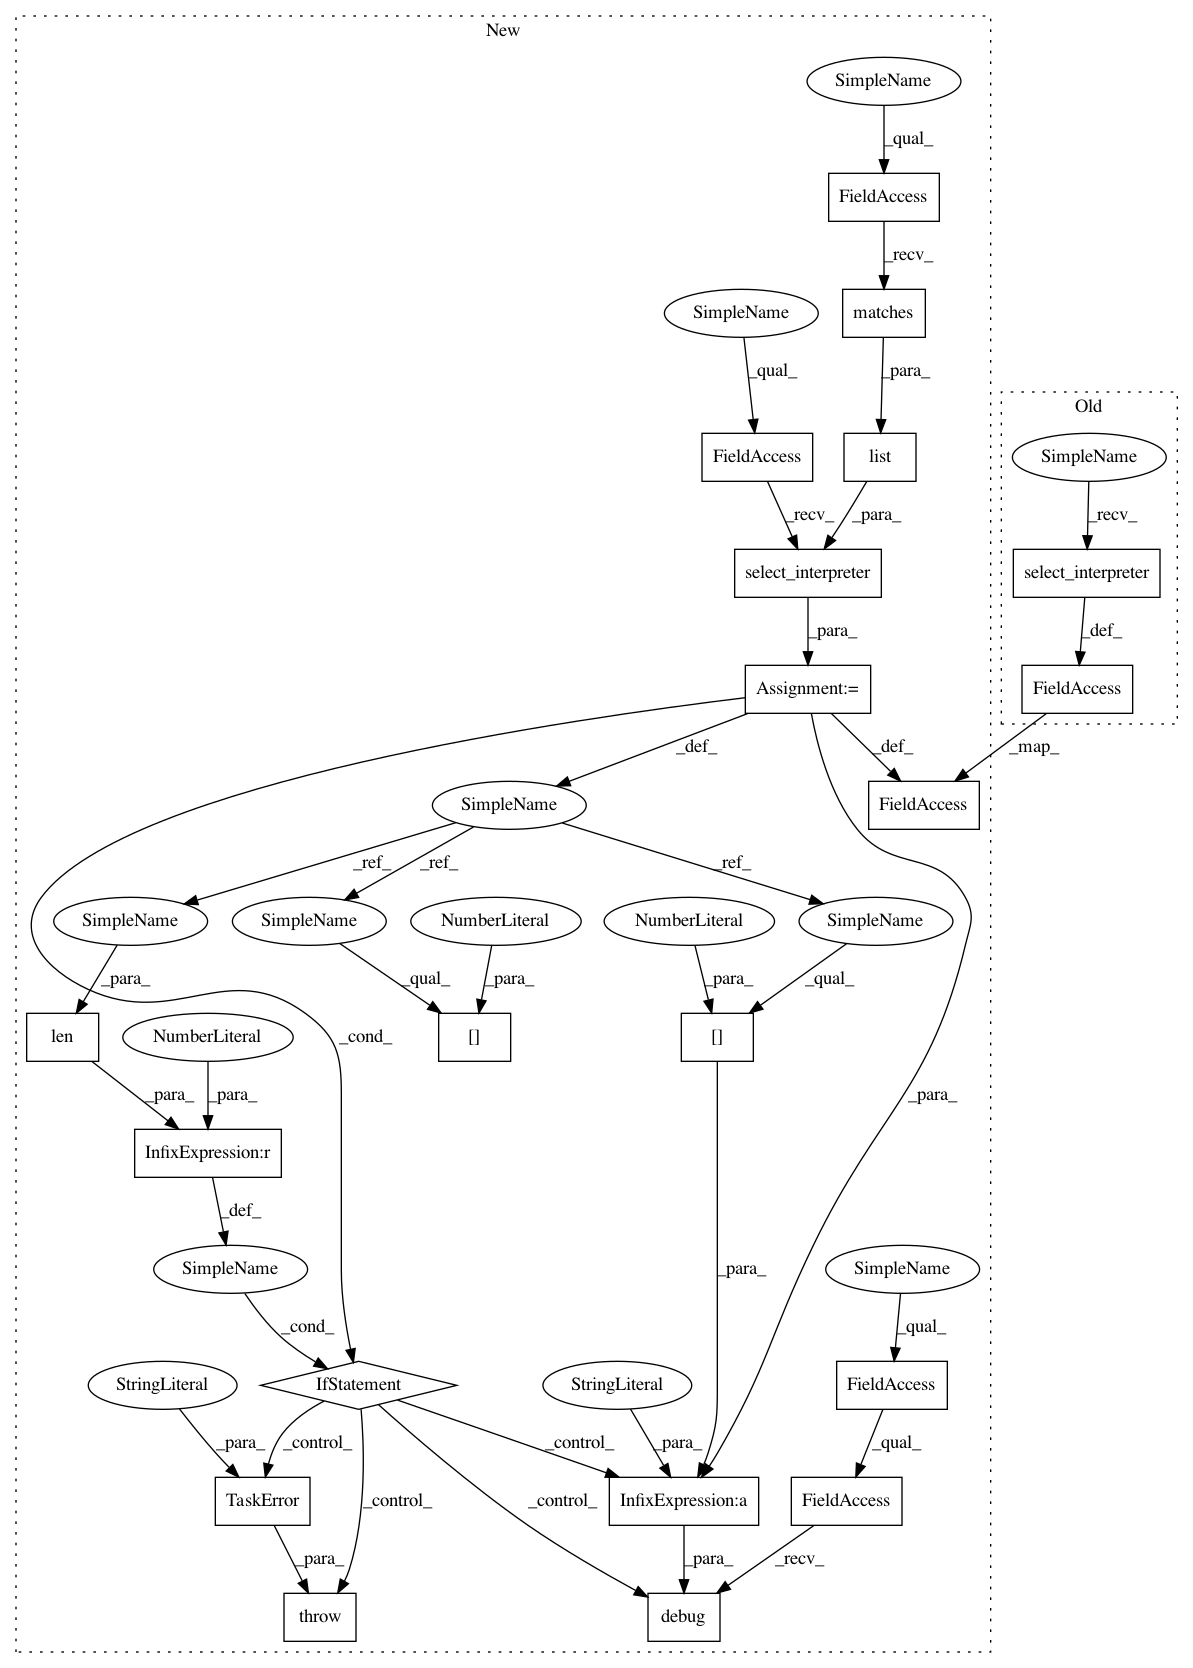 New
SimpleName
_qual_
FieldAccess
_recv_
SimpleName
matches
_qual_
_para_
Old
FieldAccess
list
SimpleName
_recv_
_para_
_recv_
select_interpreter
select_interpreter
_para_
_def_
Assignment:=
FieldAccess
_def_
_def_
_map_
SimpleName
FieldAccess
_ref_
_ref_
_ref_
SimpleName
SimpleName
NumberLiteral
NumberLiteral
SimpleName
_para_
_qual_
_para_
_para_
_qual_
len
NumberLiteral
_cond_
[]
[]
_para_
_para_
_para_
InfixExpression:r
_def_
SimpleName
_para_
SimpleName
_cond_
_qual_
StringLiteral
IfStatement
StringLiteral
FieldAccess
_para_
_control_
_control_
_para_
_qual_
TaskError
_control_
_control_
InfixExpression:a
FieldAccess
_para_
_para_
_recv_
throw
debug